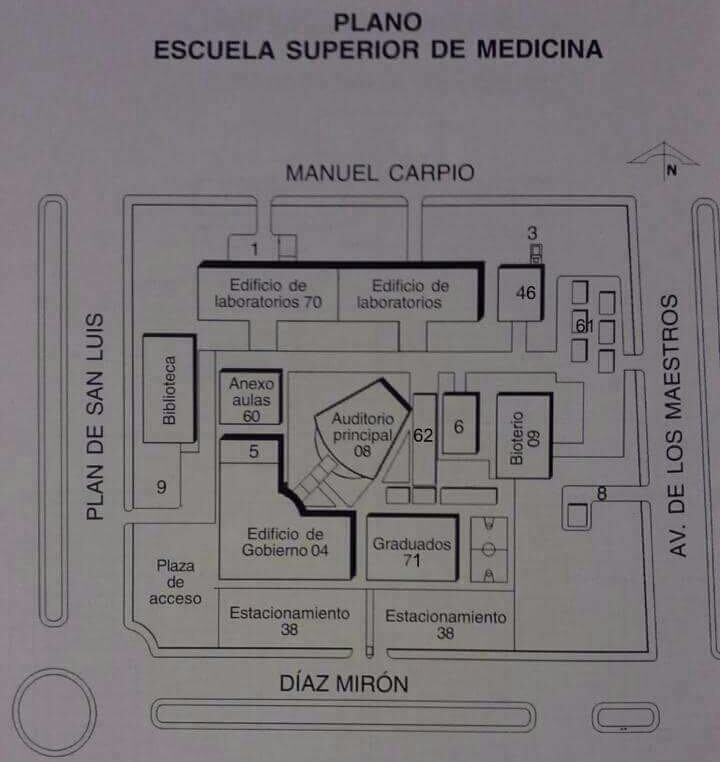 PLANO
ESCUELA SUPERIOR DE MEDICINA
MANUEL CARPIO
N
PLAN DE SAN LUIS
AV. DE LOS MAESTROS
1
3
Edificio de
laboratorios 70
Edificio de
laboratorios
46
61
Biblioteca
Anexo
aulas
60
Auditorio
principal
08
62
6
Bioterio
09
5
9
8
Edificio de
Gobierno 04
Graduados
71
Plaza
de
acceso
Estacionamiento
38
Estacionamiento
38
DÍAZ MIRÓN